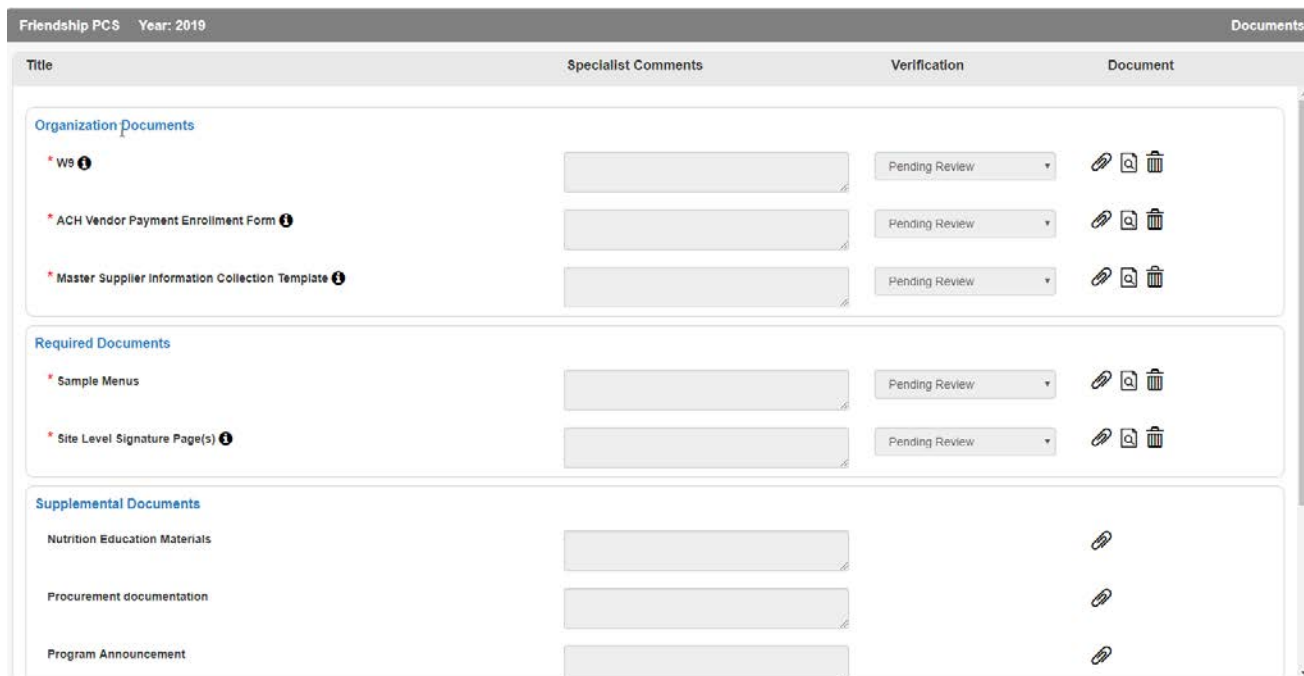 Friendship PCS Year: 2019 Documents
Title Specialist Comments Verification Document
Organization Documents
* W9
Pending Review
* ACH Vendor Payment Enrollment Form
Pending Review
* Master Supplier Information Collection Template
Pending Review
Required Documents
* Sample Menus
Pending Review
* Site Level Signature Page(s)
Pending Review
Supplemental Documents
Nutrition Education Materials
Procurement documentation
Program Announcement